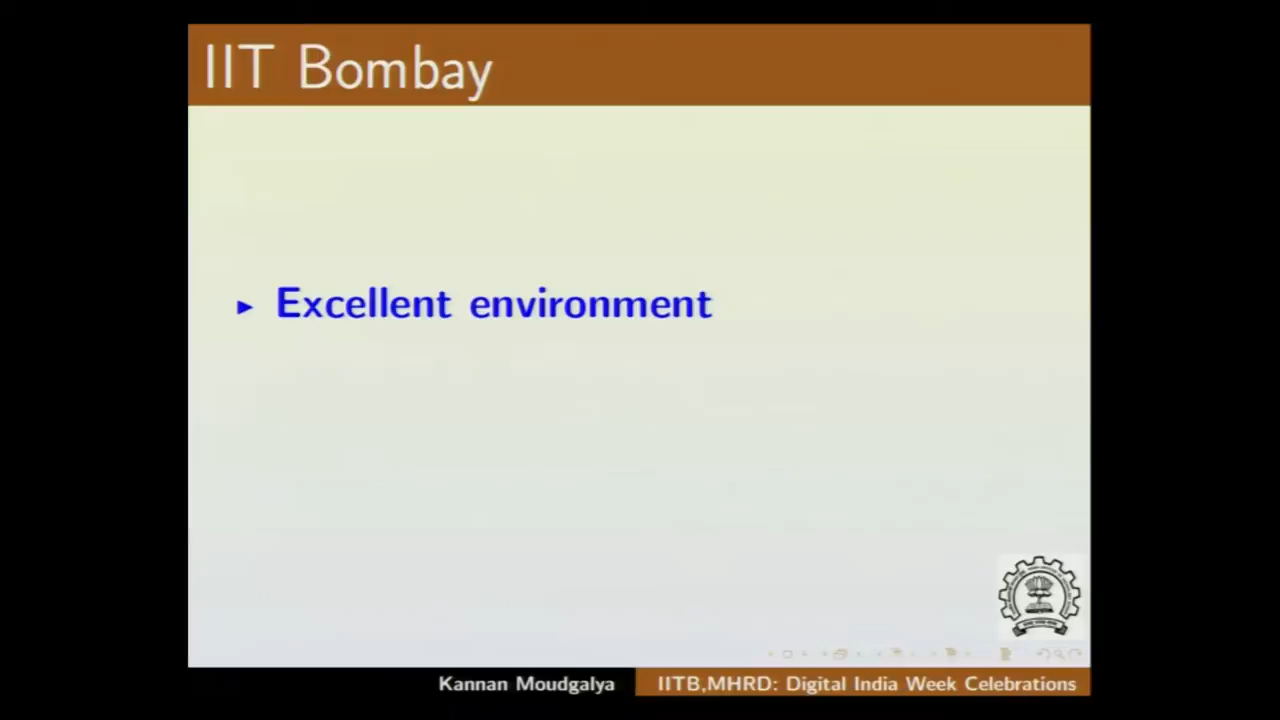 IIT Bombay
Excellent environment
Kannan Moudgalya
IITB,MHRD: Digital India Week Celebrations